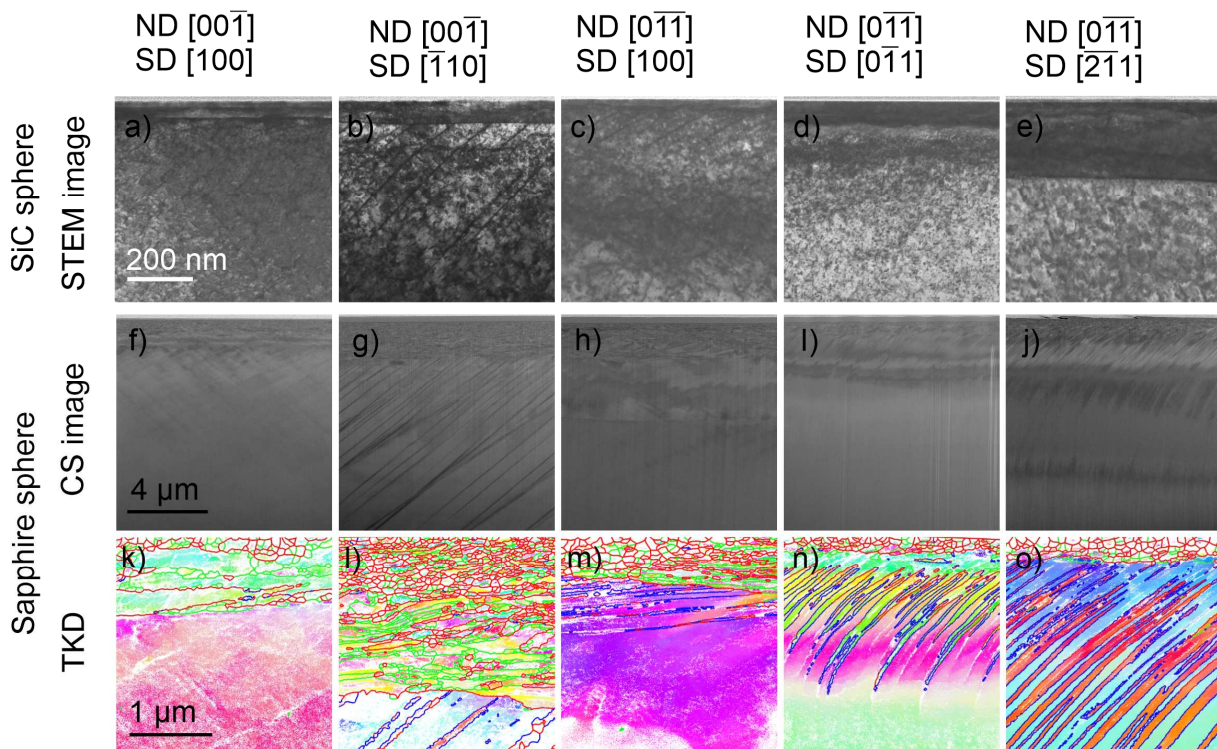 ND [001̅]
SD [100]
ND [001̅]
SD [1̅10]
ND [01̅1̅]
SD [100]
ND [01̅1̅]
SD [01̅1]
ND [01̅1̅]
SD [2̅1̅1]
SiC sphere
STEM image
a)
200 nm
b)
c)
d)
e)
Sapphire sphere
CS image
f)
4 µm
g)
h)
I)
j)
TKD
k)
1 µm
l)
m)
n)
o)